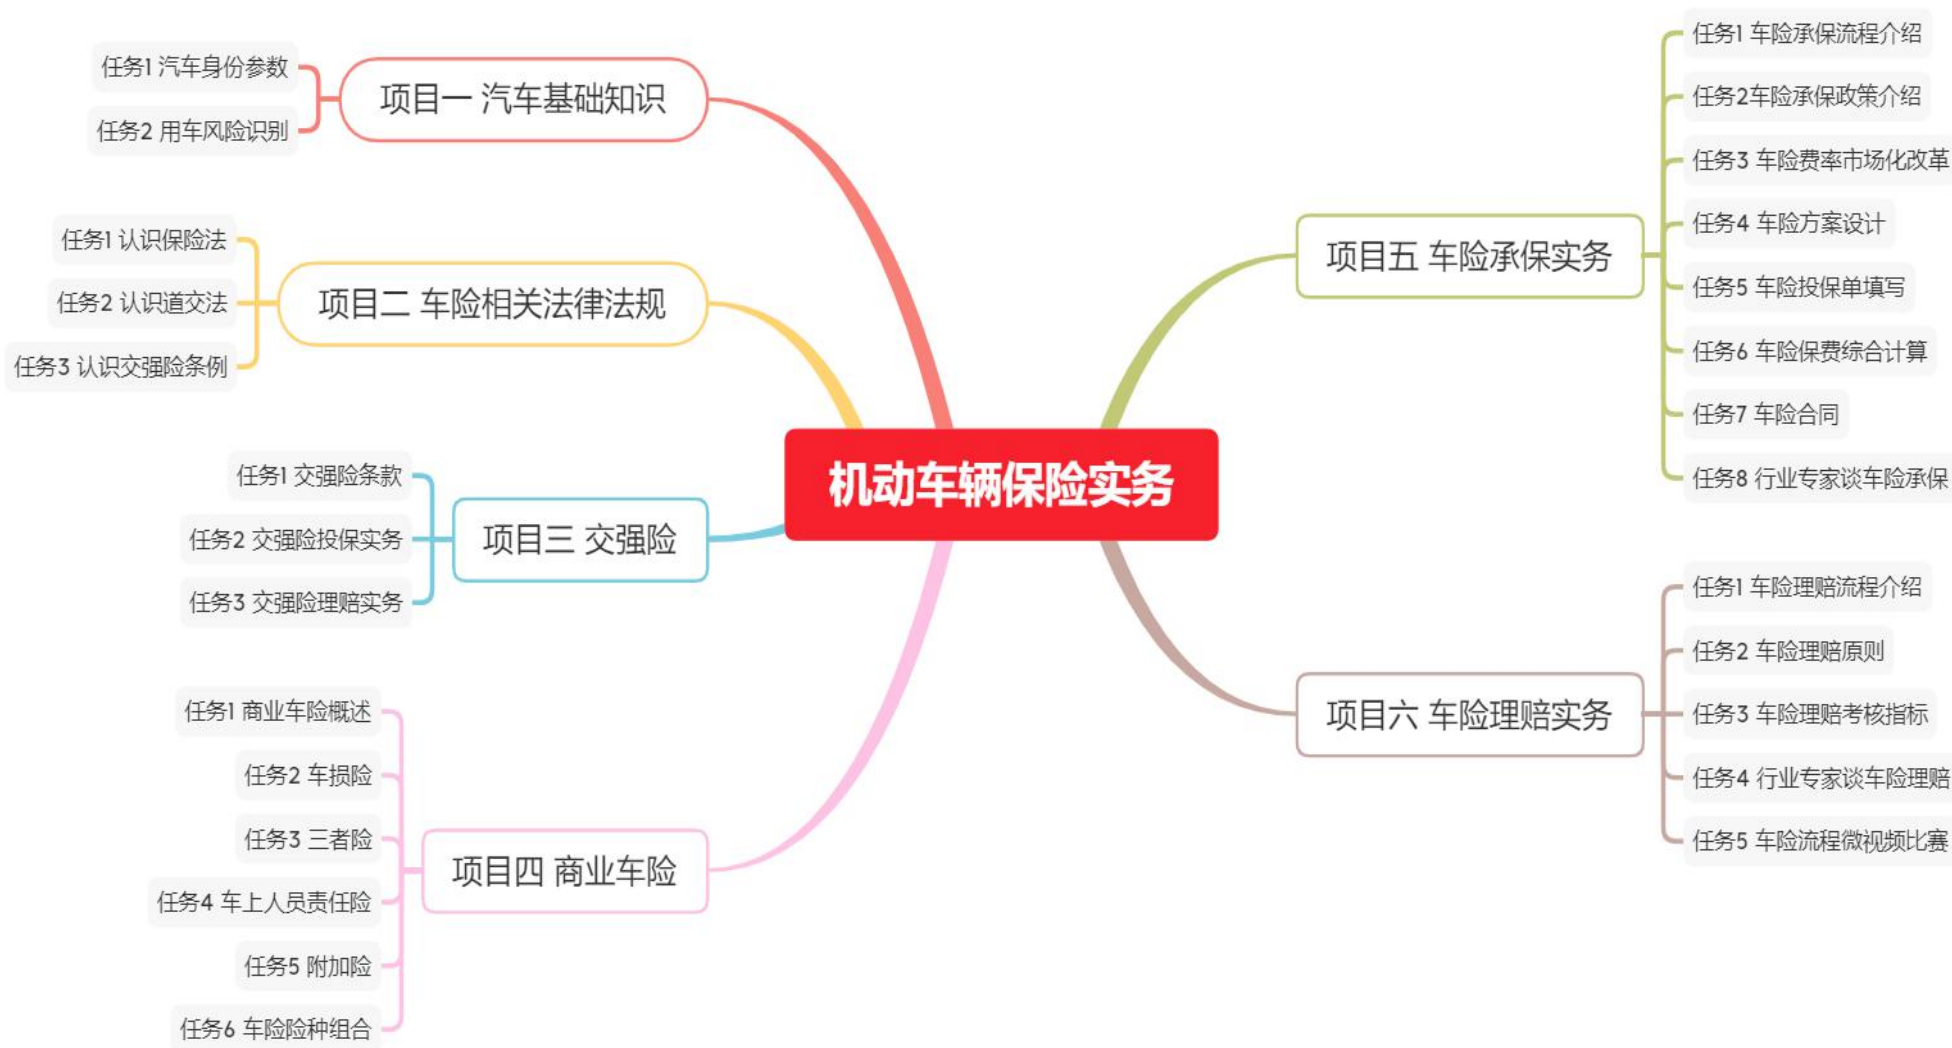 机动车辆保险实务
项目一 汽车基础知识
任务1 汽车身份参数
任务2 用车风险识别
项目二 车险相关法律法规
任务1 认识保险法
任务2 认识道交法
任务3 认识交强险条例
项目三 交强险
任务1 交强险条款
任务2 交强险投保实务
任务3 交强险理赔实务
项目四 商业车险
任务1 商业车险概述
任务2 车损险
任务3 三者险
任务4 车上人员责任险
任务5 附加险
任务6 车险险种组合
项目五 车险承保实务
任务1 车险承保流程介绍
任务2车险承保政策介绍
任务3 车险费率市场化改革
任务4 车险方案设计
任务5 车险投保单填写
任务6 车险保费综合计算
任务7 车险合同
任务8 行业专家谈车险承保
项目六 车险理赔实务
任务1 车险理赔流程介绍
任务2 车险理赔原则
任务3 车险理赔考核指标
任务4 行业专家谈车险理赔
任务5 车险流程微视频比赛